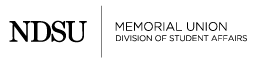 NDSU
MEMORIAL UNION
DIVISION OF STUDENT AFFAIRS